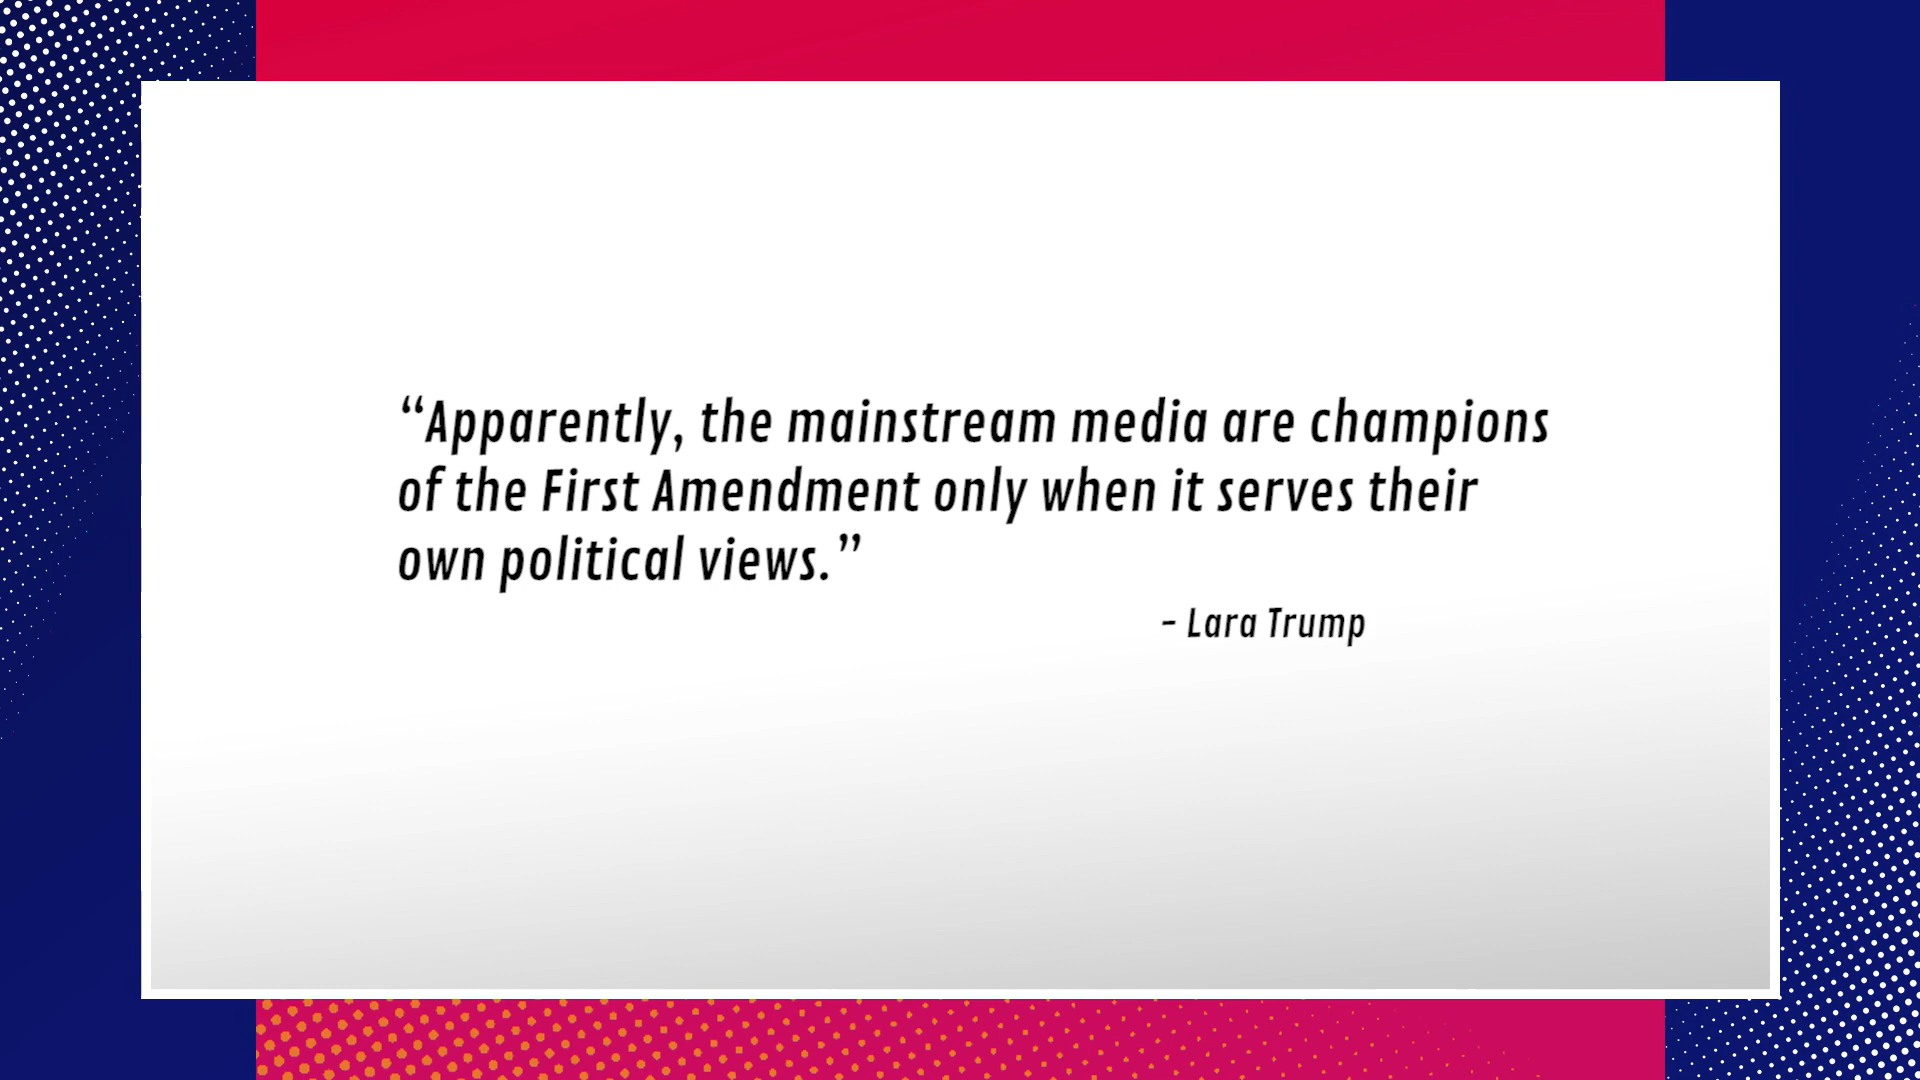 “Apparently, the mainstream media are champions
of the First Amendment only when it serves their
own political views.”
– Lara Trump